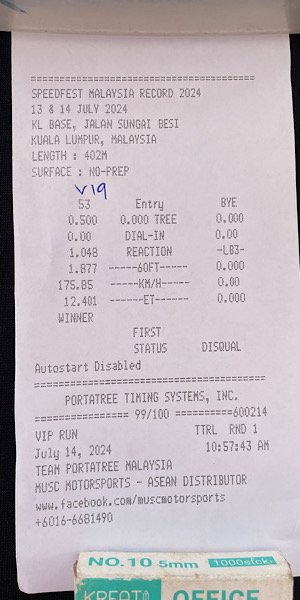 ========================================
SPEEDFEST MALAYSIA RECORD 2024
13 & 14 JULY 2024
KL BASE, JALAN SUNGAI BESI
KUALA LUMPUR, MALAYSIA
LENGTH : 402M
SURFACE : NO-PREP
V19
53 Entry BYE
0.500 0.000 TREE 0.000
0.00 DIAL-IN 0.00
1.048 REACTION -LB3-
1.877 ------60FT------ 0.000
175.85 -----KM/H----- 0.00
12.401 ------ET------ 0.000
WINNER
FIRST
STATUS DISQUAL
Autostart Disabled
========================================
PORTATREE TIMING SYSTEMS, INC.
================ 99/100 ==========600214
VIP RUN TTRL RND 1
July 14, 2024 10:57:43 AM
TEAM PORTATREE MALAYSIA
MUSC MOTORSPORTS - ASEAN DISTRIBUTOR
www.facebook.com/muscmotorsports
+6016-6681490
NO.10 5mm 1000s(ck)
OFFICE